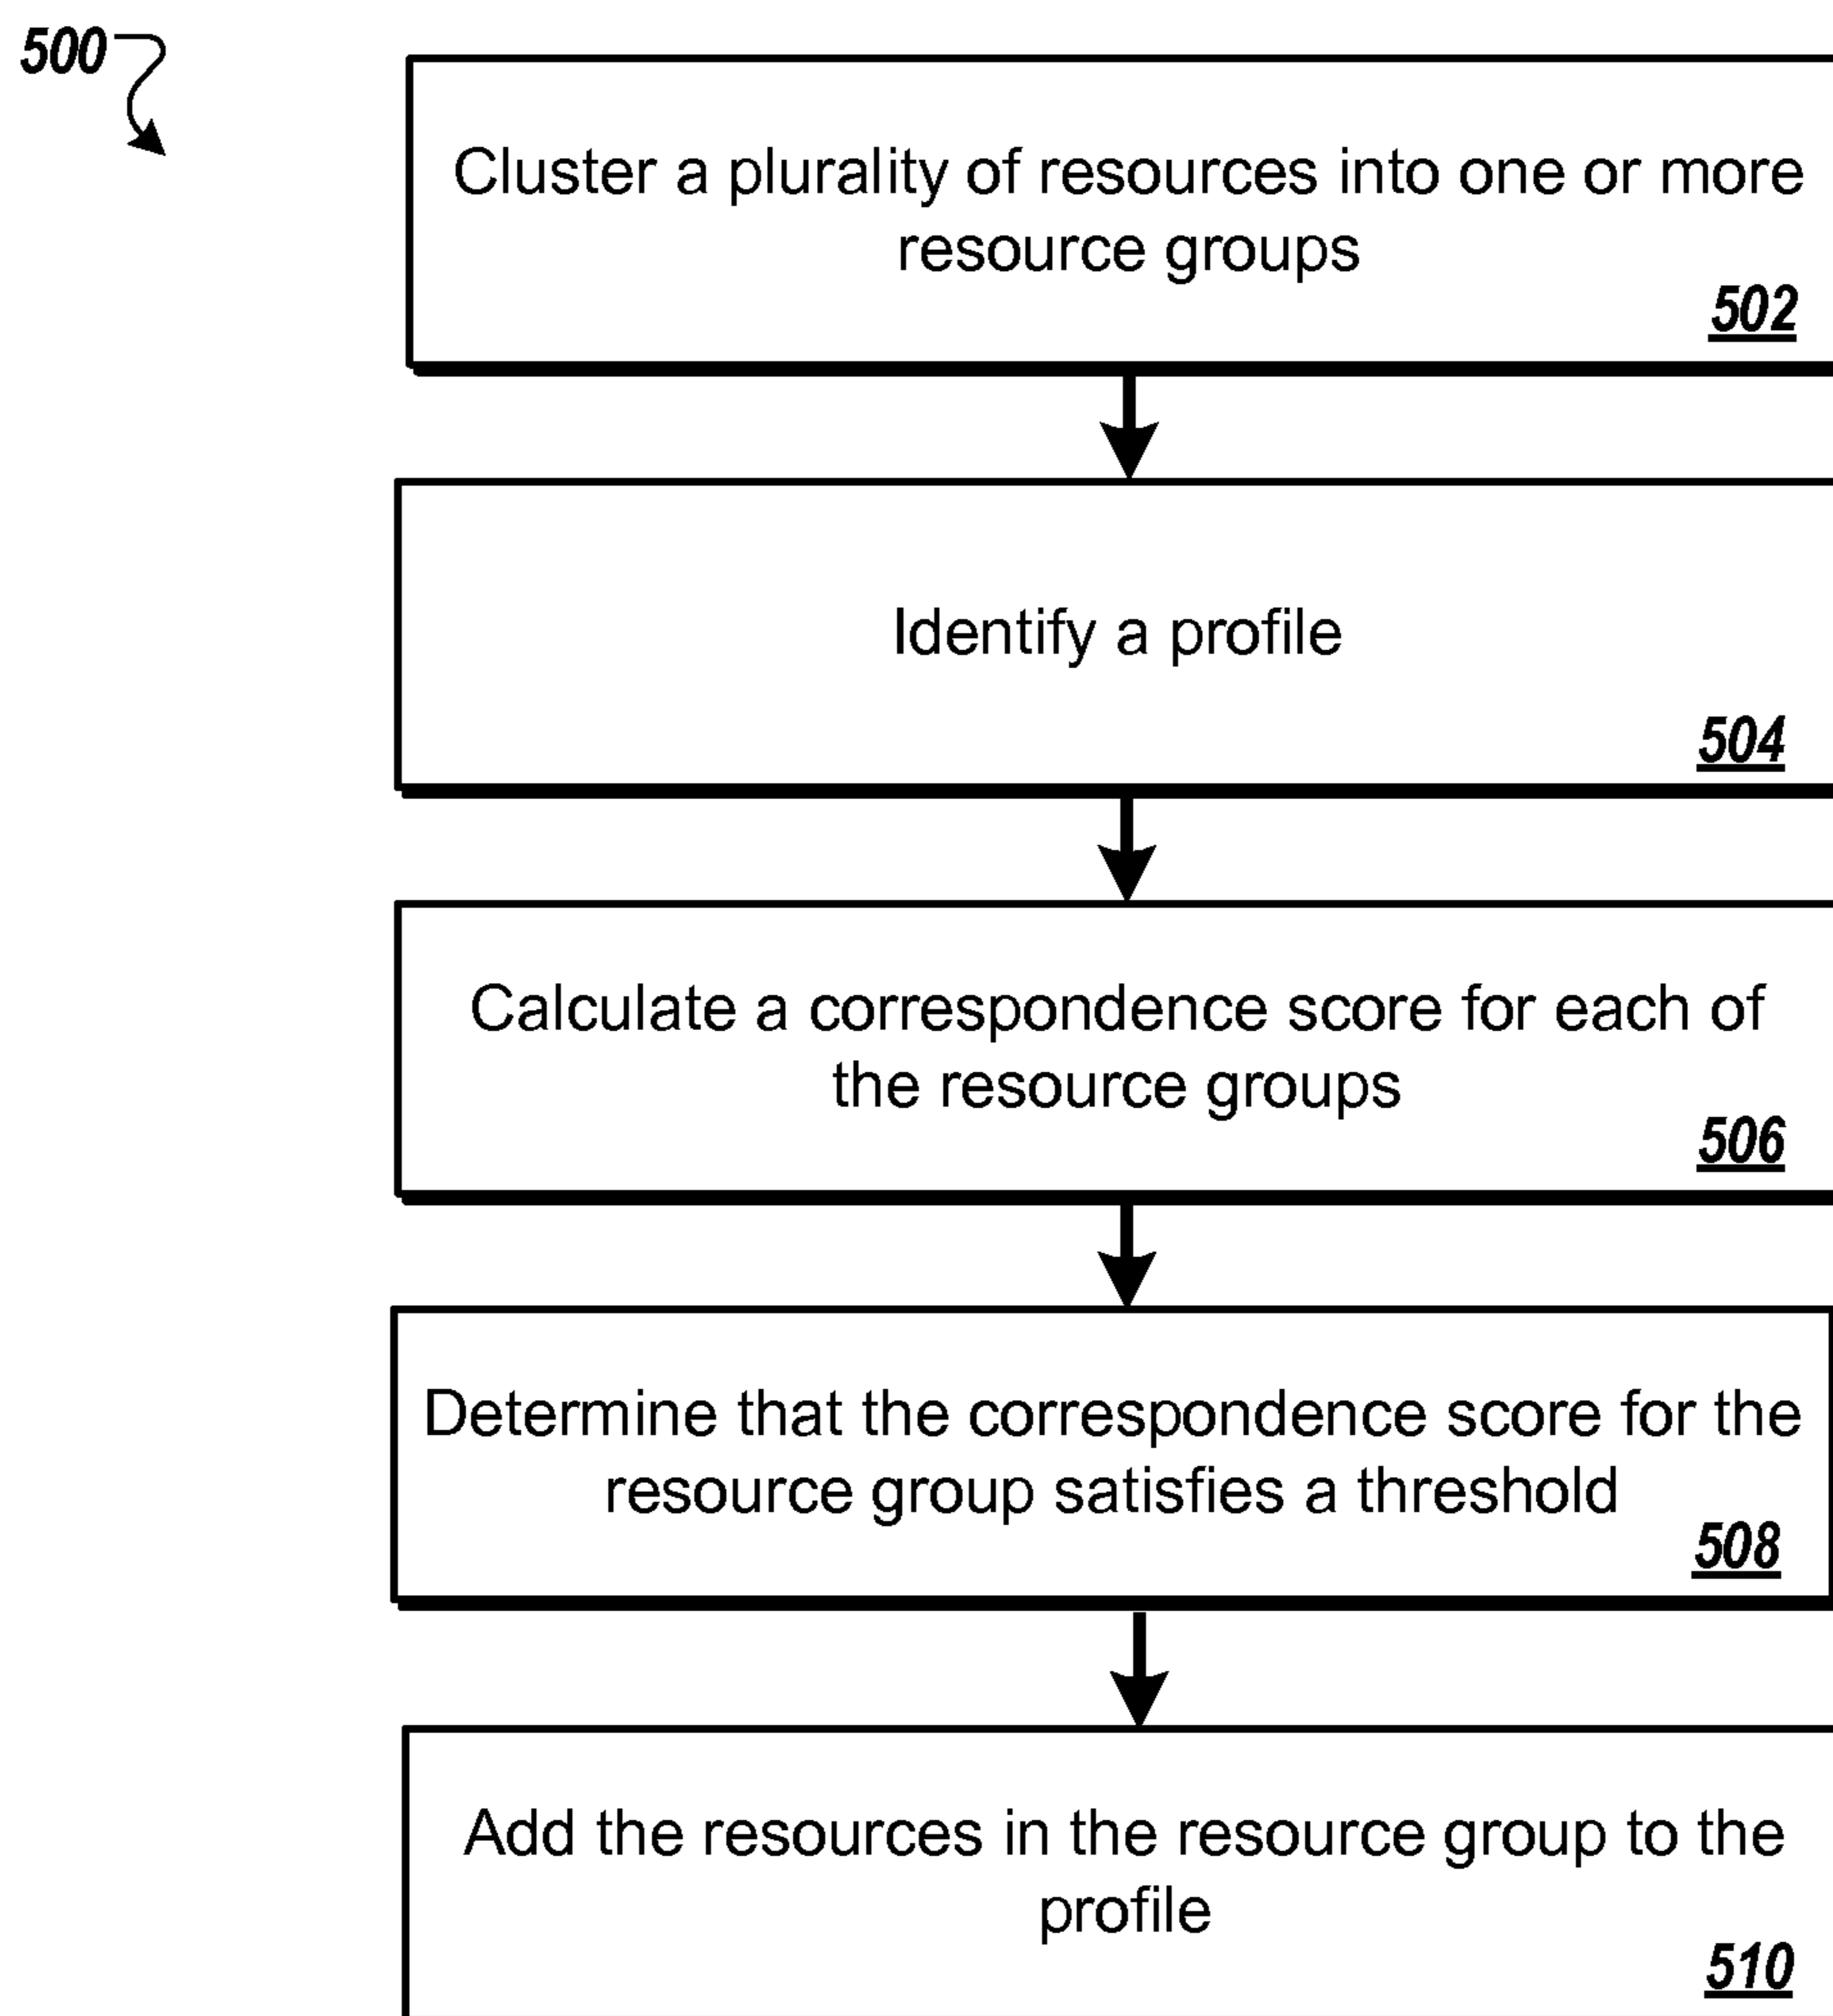 500
Cluster a plurality of resources into one or more
resource groups
502
Identify a profile
504
Calculate a correspondence score for each of
the resource groups
506
Determine that the correspondence score for the
resource group satisfies a threshold
508
Add the resources in the resource group to the
profile
510